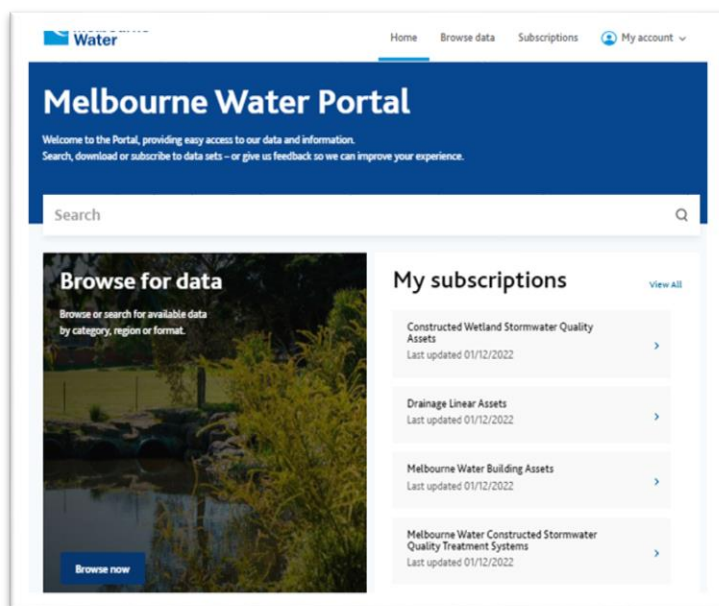 Water
Home Browse data Subscriptions My account
Melbourne Water Portal
Welcome to the Portal, providing easy access to our data and information.
Search, download or subscribe to data sets – or give us feedback so we can improve your experience.
Search
Browse for data
Browse or search for available data
by category, region or format.
Browse now
My subscriptions
View All
Constructed Wetland Stormwater Quality
Assets
Last updated 01/12/2022
Drainage Linear Assets
Last updated 01/12/2022
Melbourne Water Building Assets
Last updated 01/12/2022
Melbourne Water Constructed Stormwater
Quality Treatment Systems
Last updated 01/12/2022